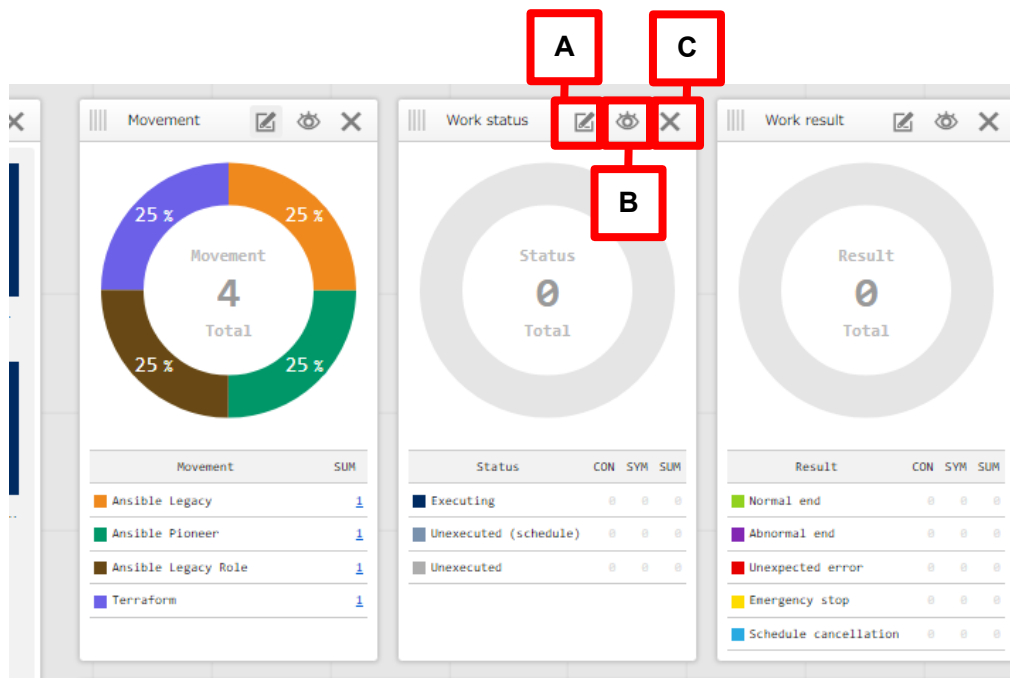 A
C
B
Movement
Work status
Work result
25 %
25 %
25 %
25 %
Movement
4
Total
Status
0
Total
Result
0
Total
Movement SUM
Ansible Legacy 1
Ansible Pioneer 1
Ansible Legacy Role 1
Terraform 1
Status CON SYM SUM
Executing 0 0 0
Unexecuted (schedule) 0 0 0
Unexecuted 0 0 0
Result CON SYM SUM
Normal end 0 0 0
Abnormal end 0 0 0
Unexpected error 0 0 0
Emergency stop 0 0 0
Schedule cancellation 0 0 0